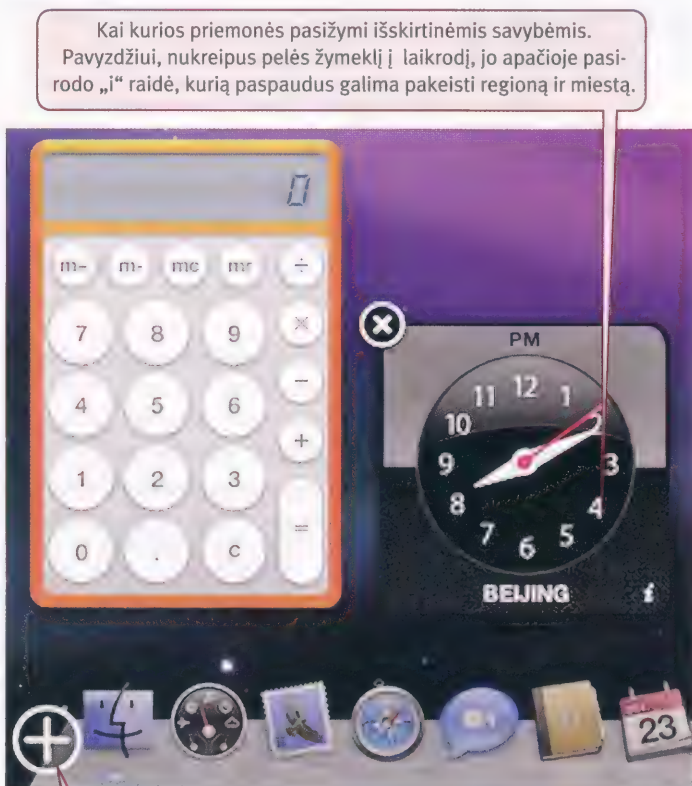 Kai kurios priemonės pasižymi išskirtinėmis savybėmis.
Pavyzdžiui, nukreipus pelės žymeklį į laikrodį, jo apačioje pasi-
rodo „i“ raidė, kurią paspaudus galima pakeisti regioną ir miestą.
0
m- mc mr ÷
7 8 9 ×
4 5 6 −
+
1 2 3
=
0 . c
PM
12
11 1
10 2
9 3
8 4
7 5
6
BEIJING i
23